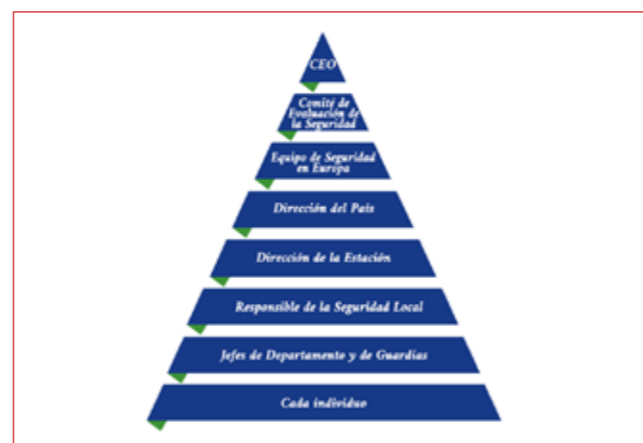 CEO
Comité de
Evaluación de
la Seguridad
Equipo de Seguridad
en Europa
Dirección del País
Dirección de la Estación
Responsible de la Seguridad Local
Jefes de Departamento y de Guardias
Cada individuo